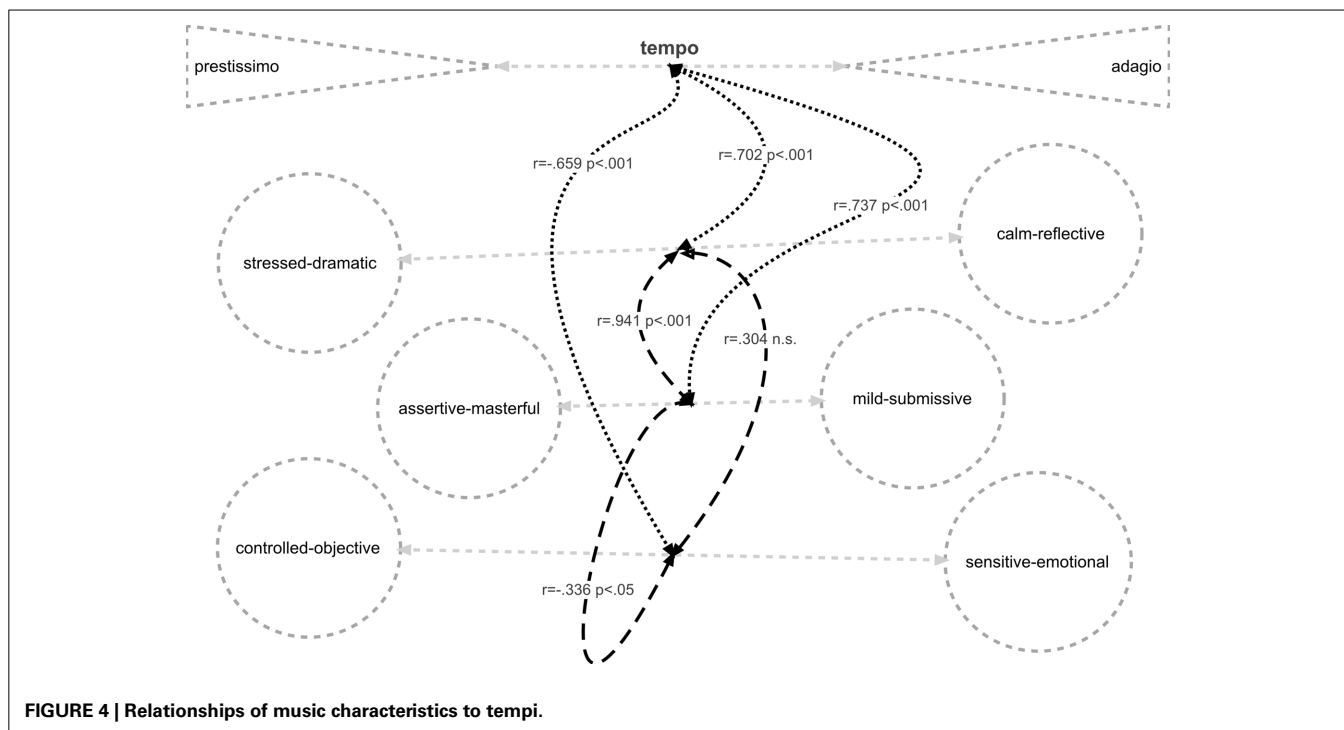 tempo
prestissimo
adagio
r=-.659 p<.001
r=.702 p<.001
r=.737 p<.001
stressed-dramatic
calm-reflective
r=.941 p<.001
r=.304 n.s.
assertive-masterful
mild-submissive
controlled-objective
sensitive-emotional
r=-.336 p<.05
FIGURE 4 | Relationships of music characteristics to tempi.